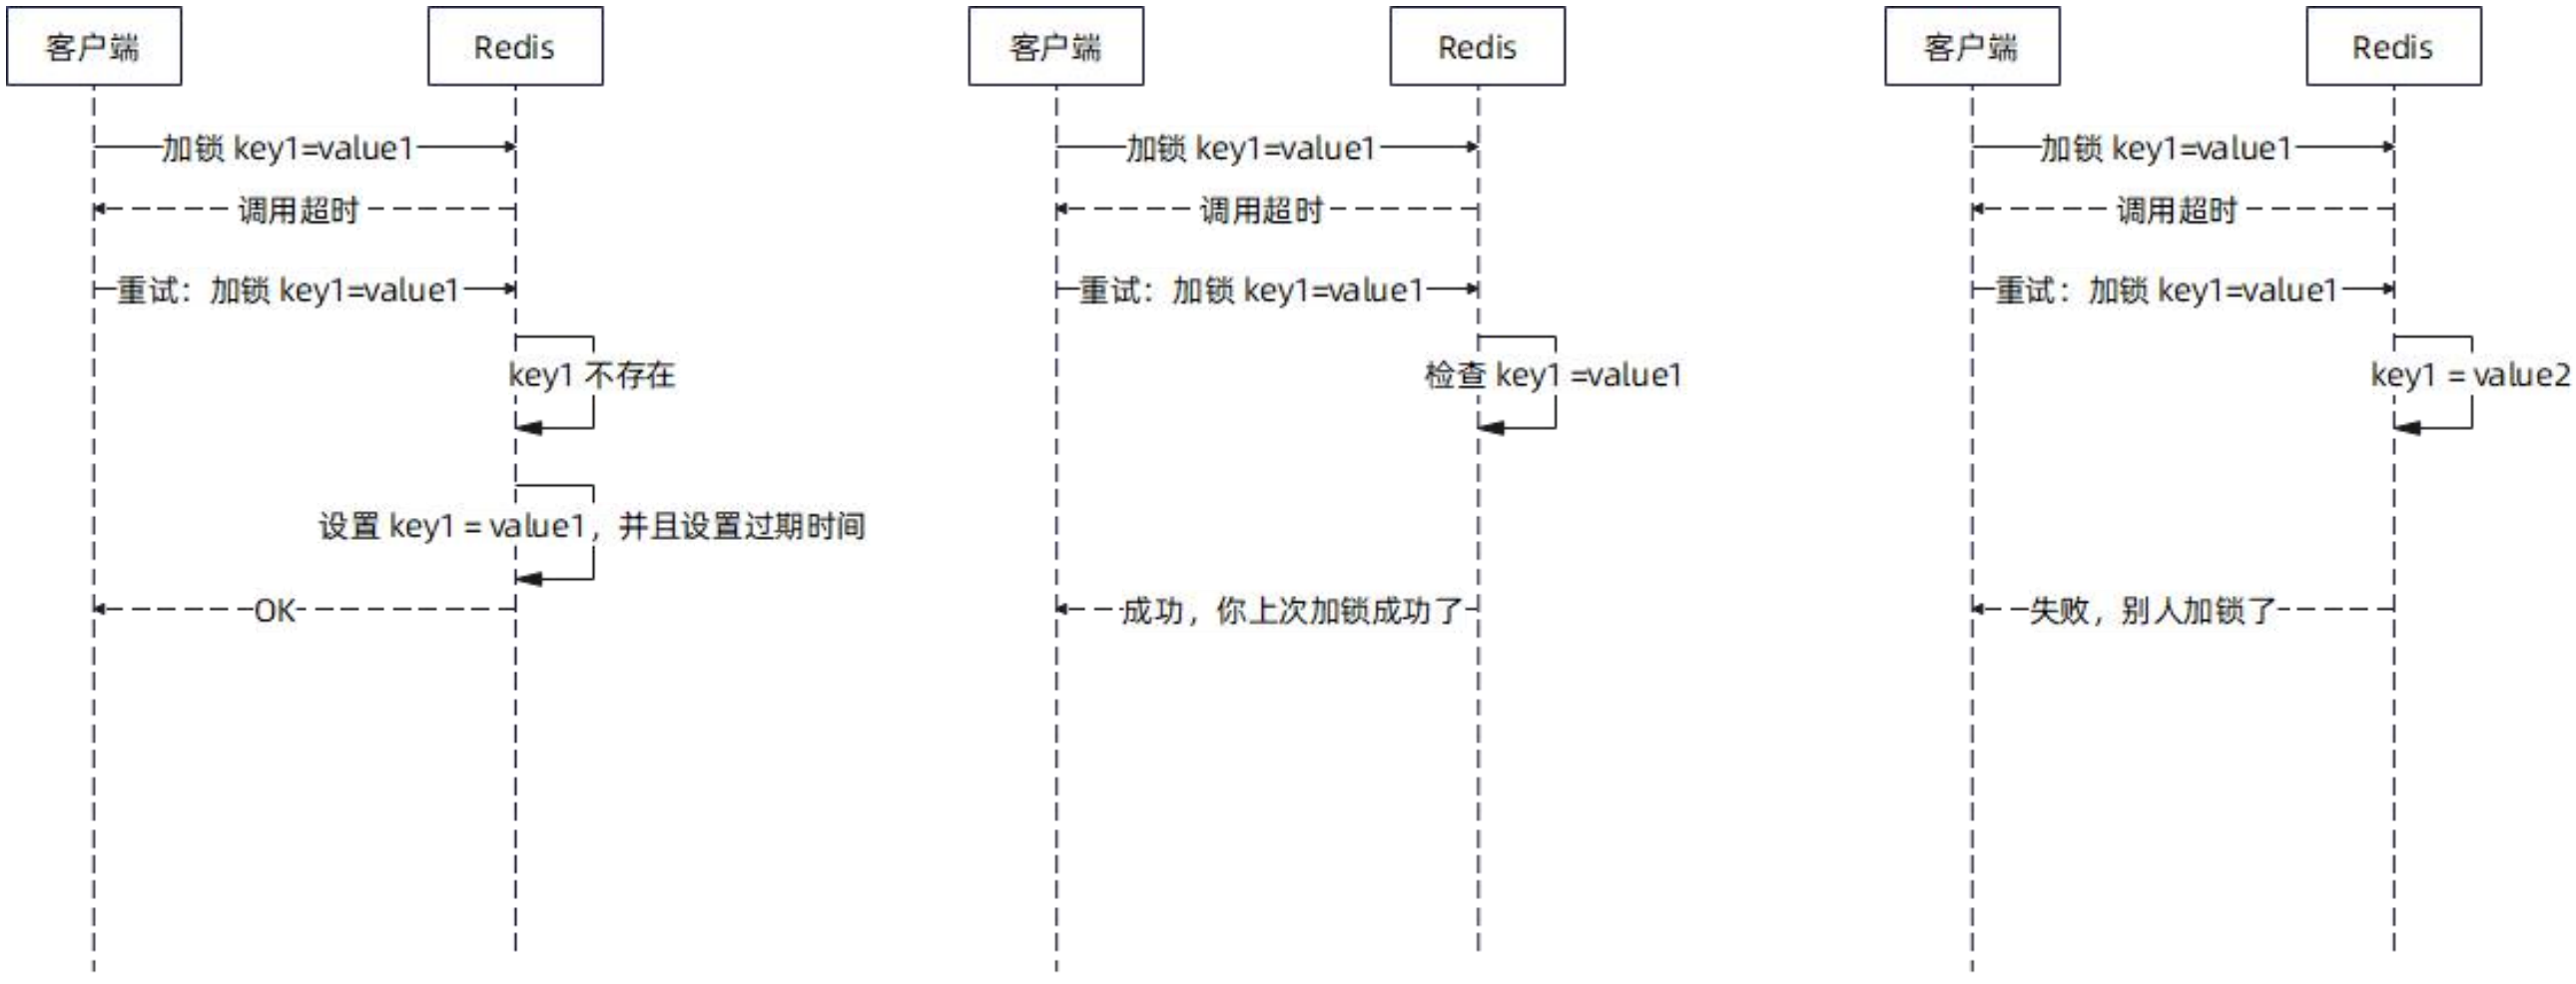 客户端
Redis
加锁 key1=value1
调用超时
重试：加锁 key1=value1
key1 不存在
设置 key1 = value1，并且设置过期时间
OK
客户端
Redis
加锁 key1=value1
调用超时
重试：加锁 key1=value1
检查 key1 =value1
成功，你上次加锁成功了
客户端
Redis
加锁 key1=value1
调用超时
重试：加锁 key1=value1
key1 = value2
失败，别人加锁了